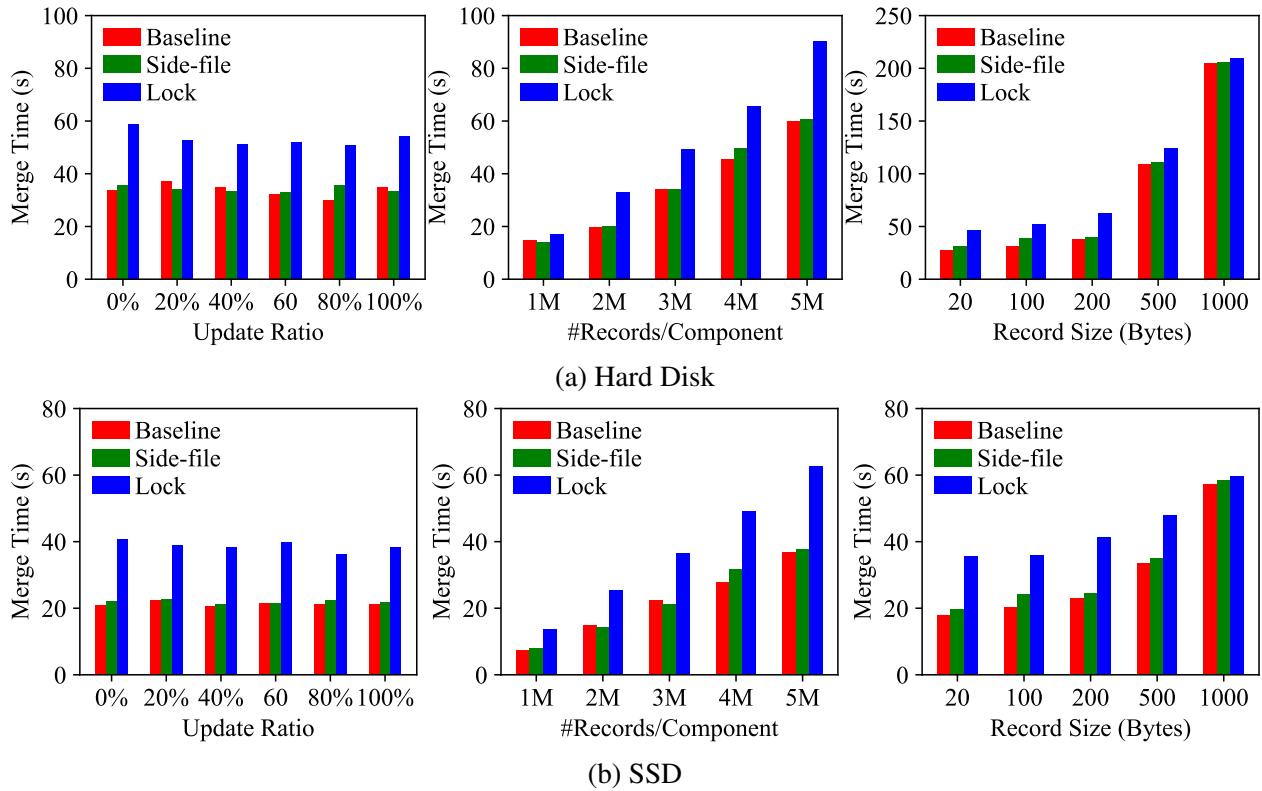 100
80
60
40
20
0
Merge Time (s)
Baseline
Side-file
Lock
0% 20% 40% 60 80% 100%
Update Ratio
100
80
60
40
20
0
Merge Time (s)
Baseline
Side-file
Lock
1M 2M 3M 4M 5M
#Records/Component
250
200
150
100
50
0
Merge Time (s)
Baseline
Side-file
Lock
20 100 200 500 1000
Record Size (Bytes)
(a) Hard Disk
80
60
40
20
0
Merge Time (s)
Baseline
Side-file
Lock
0% 20% 40% 60 80% 100%
Update Ratio
80
60
40
20
0
Merge Time (s)
Baseline
Side-file
Lock
1M 2M 3M 4M 5M
#Records/Component
80
60
40
20
0
Merge Time (s)
Baseline
Side-file
Lock
20 100 200 500 1000
Record Size (Bytes)
(b) SSD